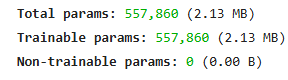 Total params: 557,860 (2.13 MB)
Trainable params: 557,860 (2.13 MB)
Non-trainable params: 0 (0.00 B)